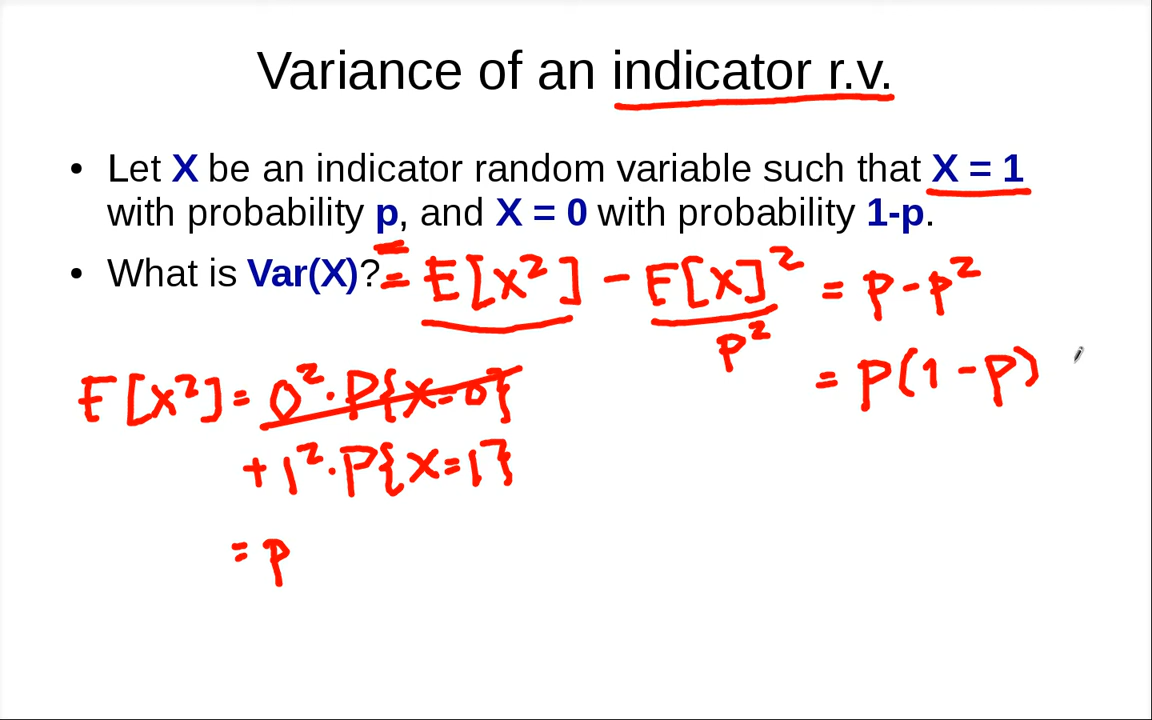 Variance of an indicator r.v.
• Let X be an indicator random variable such that X = 1
with probability p, and X = 0 with probability 1-p.
• What is Var(X)? = E[X²] - E[X]² = p - p²
p²
= p(1-p)
E[X²] = 0²·P{X=0}
+ 1²·P{X=1}
= p